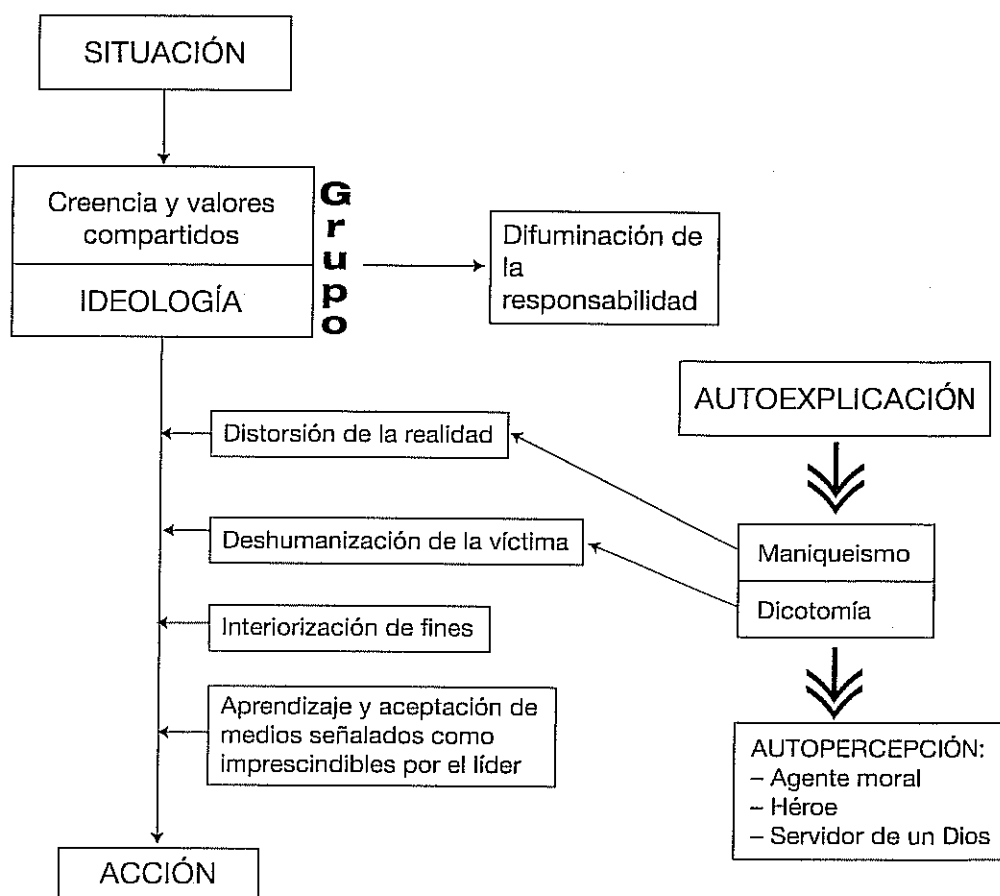 SITUACIÓN
Creencia y valores
compartidos
IDEOLOGÍA
Grupo
Difuminación de
la
responsabilidad
AUTOEXPLICACIÓN
Distorsión de la realidad
Deshumanización de la víctima
Maniqueismo
Dicotomía
Interiorización de fines
Aprendizaje y aceptación de
medios señalados como
imprescindibles por el líder
AUTOPERCEPCIÓN:
– Agente moral
– Héroe
– Servidor de un Dios
ACCIÓN